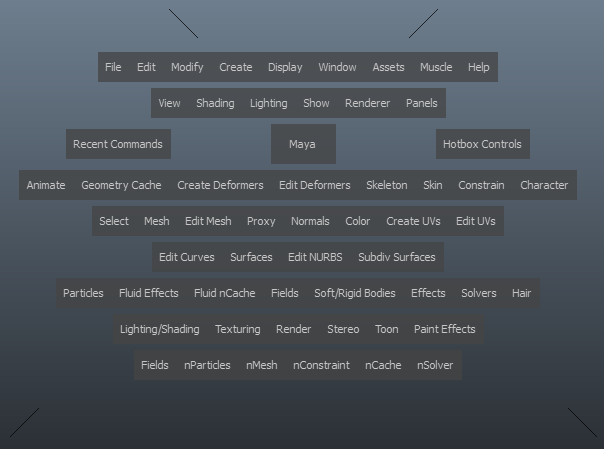 File Edit Modify Create Display Window Assets Muscle Help
View Shading Lighting Show Renderer Panels
Recent Commands Maya Hotbox Controls
Animate Geometry Cache Create Deformers Edit Deformers Skeleton Skin Constrain Character
Select Mesh Edit Mesh Proxy Normals Color Create UVs Edit UVs
Edit Curves Surfaces Edit NURBS Subdiv Surfaces
Particles Fluid Effects Fluid nCache Fields Soft/Rigid Bodies Effects Solvers Hair
Lighting/Shading Texturing Render Stereo Toon Paint Effects
Fields nParticles nMesh nConstraint nCache nSolver